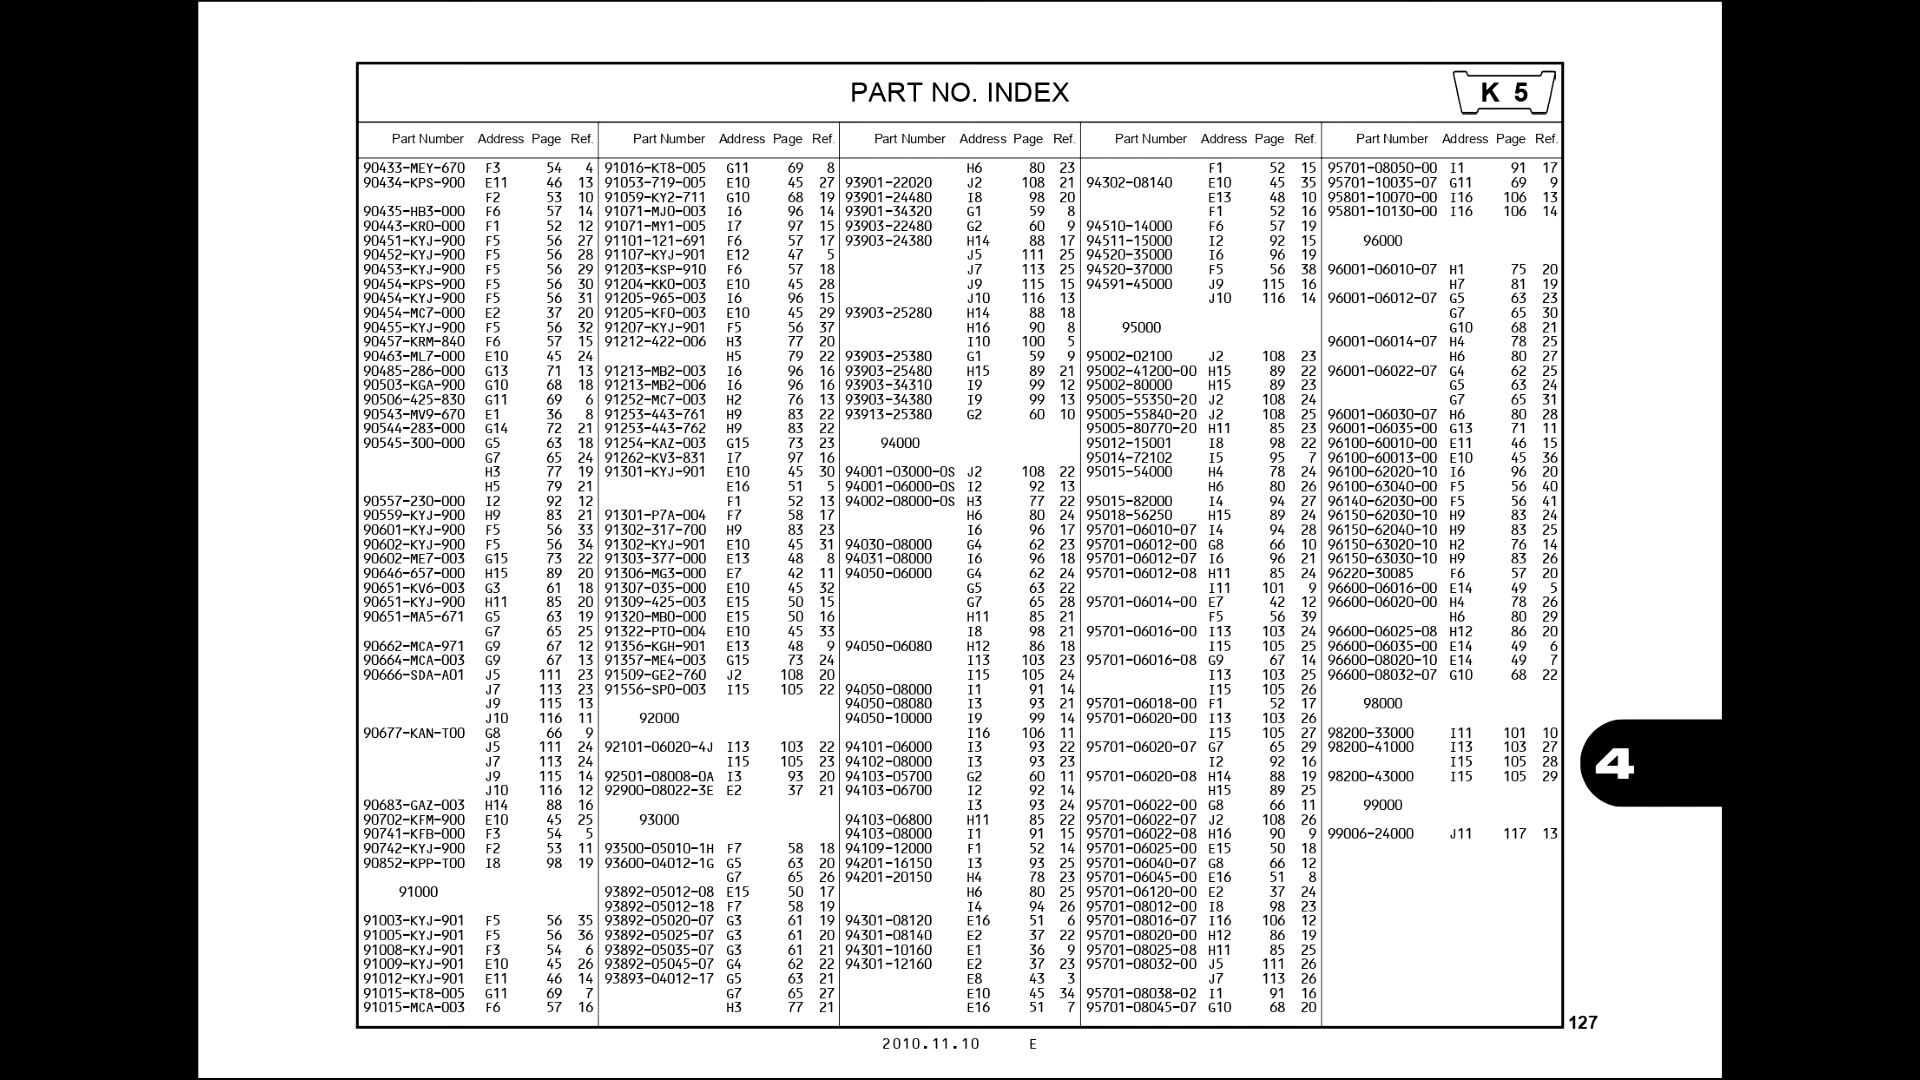 PART NO. INDEX
K 5
Part Number Address Page Ref.
90433-MEY-670 F3 54 4
90434-KPS-900 E11 46 13
F2 53 10
90435-HB3-000 F6 57 14
90443-KR0-000 F1 52 12
90451-KYJ-900 F5 56 27
90452-KYJ-900 F5 56 28
90453-KYJ-900 F5 56 29
90454-KPS-900 F5 56 30
90454-KYJ-900 F5 56 31
90454-MC7-000 E2 37 20
90455-KYJ-900 F5 56 32
90457-KRM-840 F6 57 15
90463-ML7-000 E10 45 24
90485-286-000 G13 71 13
90503-KGA-900 G10 68 18
90506-425-830 G11 69 6
90543-MV9-670 E1 36 8
90544-283-000 G14 72 21
90545-300-000 G5 63 18
G7 65 24
H3 77 19
H5 79 21
90557-230-000 I2 92 12
90559-KYJ-900 H9 83 21
90601-KYJ-900 F5 56 33
90602-KYJ-900 F5 56 34
90602-ME7-003 G15 73 22
90646-657-000 H15 89 20
90651-KV6-003 G3 61 18
90651-KYJ-900 H11 85 20
90651-MA5-671 G5 63 19
G7 65 25
90662-MCA-971 G9 67 12
90664-MCA-003 G9 67 13
90666-SDA-A01 J5 111 23
J7 113 23
J9 115 13
J10 116 11
90677-KAN-T00 G8 66 9
J5 111 24
J7 113 24
J9 115 14
J10 116 12
90683-GAZ-003 H14 88 16
90702-KFM-900 E10 45 25
90741-KFB-000 F3 54 5
90742-KYJ-900 F2 53 11
90852-KPP-T00 I8 98 19
91000
91003-KYJ-901 F5 56 35
91005-KYJ-901 F5 56 36
91008-KYJ-901 F3 54 6
91009-KYJ-901 E10 45 26
91012-KYJ-901 E11 46 14
91015-KT8-005 G11 69 7
91015-MCA-003 F6 57 16
Part Number Address Page Ref.
91016-KT8-005 G11 69 8
91053-719-005 E10 45 27
91059-KY2-711 G10 68 19
91071-MJ0-003 I6 96 14
91071-MY1-005 I7 97 15
91101-121-691 F6 57 17
91107-KYJ-901 E12 47 5
91203-KSP-910 F6 57 18
91204-KK0-003 E10 45 28
91205-965-003 I6 96 15
91205-KF0-003 E10 45 29
91207-KYJ-901 F5 56 37
91212-422-006 H3 77 20
H5 79 22
91213-MB2-003 I6 96 16
91213-MB2-006 I6 96 16
91252-MC7-003 H2 76 13
91253-443-761 H9 83 22
91253-443-762 H9 83 22
91254-KAZ-003 G15 73 23
91262-KV3-831 I7 97 16
91301-KYJ-901 E10 45 30
E16 51 5
F1 52 13
91301-P7A-004 F7 58 17
91302-317-700 H9 83 23
91302-KYJ-901 E10 45 31
91303-377-000 E13 48 8
91306-MG3-000 E7 42 11
91307-035-000 E10 45 32
91309-425-003 E15 50 15
91320-MB0-000 E15 50 16
91322-PT0-004 E10 45 33
91356-KGH-901 E13 48 9
91357-ME4-003 G15 73 24
91509-GE2-760 J2 108 20
91556-SP0-003 I15 105 22
92000
92101-06020-4J I13 103 22
I15 105 23
92501-08008-0A I3 93 20
92900-08022-3E E2 37 21
93000
93500-05010-1H F7 58 18
93600-04012-1G G5 63 20
G7 65 26
93892-05012-08 E15 50 17
93892-05012-18 F7 58 19
93892-05020-07 G3 61 19
93892-05025-07 G3 61 20
93892-05035-07 G3 61 21
93892-05045-07 G4 62 22
93893-04012-17 G5 63 21
G7 65 27
H3 77 21
Part Number Address Page Ref.
H6 80 23
93901-22020 J2 108 21
93901-24480 I8 98 20
93901-34320 G1 59 8
93903-22480 G2 60 9
93903-24380 H14 88 17
J5 111 25
J7 113 25
J9 115 15
J10 116 13
93903-25280 H14 88 18
H16 90 8
I10 100 5
93903-25380 G1 59 9
93903-25480 H15 89 21
93903-34310 I9 99 12
93903-34380 I9 99 13
93913-25380 G2 60 10
94000
94001-03000-0S J2 108 22
94001-06000-0S I2 92 13
94002-08000-0S H3 77 22
H6 80 24
I6 96 17
94030-08000 G4 62 23
94031-08000 I6 96 18
94050-06000 G4 62 24
G5 63 22
G7 65 28
H11 85 21
I8 98 21
94050-06080 H12 86 18
I13 103 23
I15 105 24
94050-08000 I1 91 14
94050-08080 I3 93 21
94050-10000 I9 99 14
I16 106 11
94101-06000 I3 93 22
94102-08000 I3 93 23
94103-05700 G2 60 11
94103-06700 I2 92 14
I3 93 24
94103-06800 H11 85 22
94103-08000 I1 91 15
94109-12000 F1 52 14
94201-16150 I3 93 25
94201-20150 H4 78 23
H6 80 25
I4 94 26
94301-08120 E16 51 6
94301-08140 E2 37 22
94301-10160 E1 36 9
94301-12160 E2 37 23
E8 43 3
E10 45 34
E16 51 7
Part Number Address Page Ref.
F1 52 15
94302-08140 E10 45 35
E13 48 10
F1 52 16
94510-14000 F6 57 19
94511-15000 I2 92 15
94520-35000 I6 96 19
94520-37000 F5 56 38
94591-45000 J9 115 16
J10 116 14
95000
95002-02100 J2 108 23
95002-41200-00 H15 89 22
95002-80000 H15 89 23
95005-55350-20 J2 108 24
95005-55840-20 J2 108 25
95005-80770-20 H11 85 23
95012-15001 I8 98 22
95014-72102 I5 95 7
95015-54000 H4 78 24
H6 80 26
95015-82000 I4 94 27
95018-56250 H15 89 24
95701-06010-07 I4 94 28
95701-06012-00 G8 66 10
95701-06012-07 I6 96 21
95701-06012-08 H11 85 24
I11 101 9
95701-06014-00 E7 42 12
F5 56 39
95701-06016-00 I13 103 24
I15 105 25
95701-06016-08 G9 67 14
I13 103 25
I15 105 26
95701-06018-00 F1 52 17
95701-06020-00 I13 103 26
I15 105 27
95701-06020-07 G7 65 29
I2 92 16
95701-06020-08 H14 88 19
H15 89 25
95701-06022-00 G8 66 11
95701-06022-07 J2 108 26
95701-06022-08 H16 90 9
95701-06025-00 E15 50 18
95701-06040-07 G8 66 12
95701-06045-00 E16 51 8
95701-06120-00 E2 37 24
95701-08012-00 I8 98 23
95701-08016-07 I16 106 12
95701-08020-00 H12 86 19
95701-08025-08 H11 85 25
95701-08032-00 J5 111 26
J7 113 26
95701-08038-02 I1 91 16
95701-08045-07 G10 68 20
Part Number Address Page Ref.
95701-08050-00 I1 91 17
95701-10035-07 G11 69 9
95801-10070-00 I16 106 13
95801-10130-00 I16 106 14
96000
96001-06010-07 H1 75 20
H7 81 19
96001-06012-07 G5 63 23
G7 65 30
G10 68 21
96001-06014-07 H4 78 25
H6 80 27
96001-06022-07 G4 62 25
G5 63 24
G7 65 31
96001-06030-07 H6 80 28
96001-06035-00 G13 71 11
96100-60010-00 E11 46 15
96100-60013-00 E10 45 36
96100-62020-10 I6 96 20
96100-63040-00 F5 56 40
96140-62030-00 F5 56 41
96150-62030-10 H9 83 24
96150-62040-10 H9 83 25
96150-63020-10 H2 76 14
96150-63030-10 H9 83 26
96220-30085 F6 57 20
96600-06016-00 E14 49 5
96600-06020-00 H4 78 26
H6 80 29
96600-06025-08 H12 86 20
96600-06035-00 E14 49 6
96600-08020-10 E14 49 7
96600-08032-07 G10 68 22
98000
98200-33000 I11 101 10
98200-41000 I13 103 27
I15 105 28
98200-43000 I15 105 29
99000
99006-24000 J11 117 13
4
127
2010.11.10 E